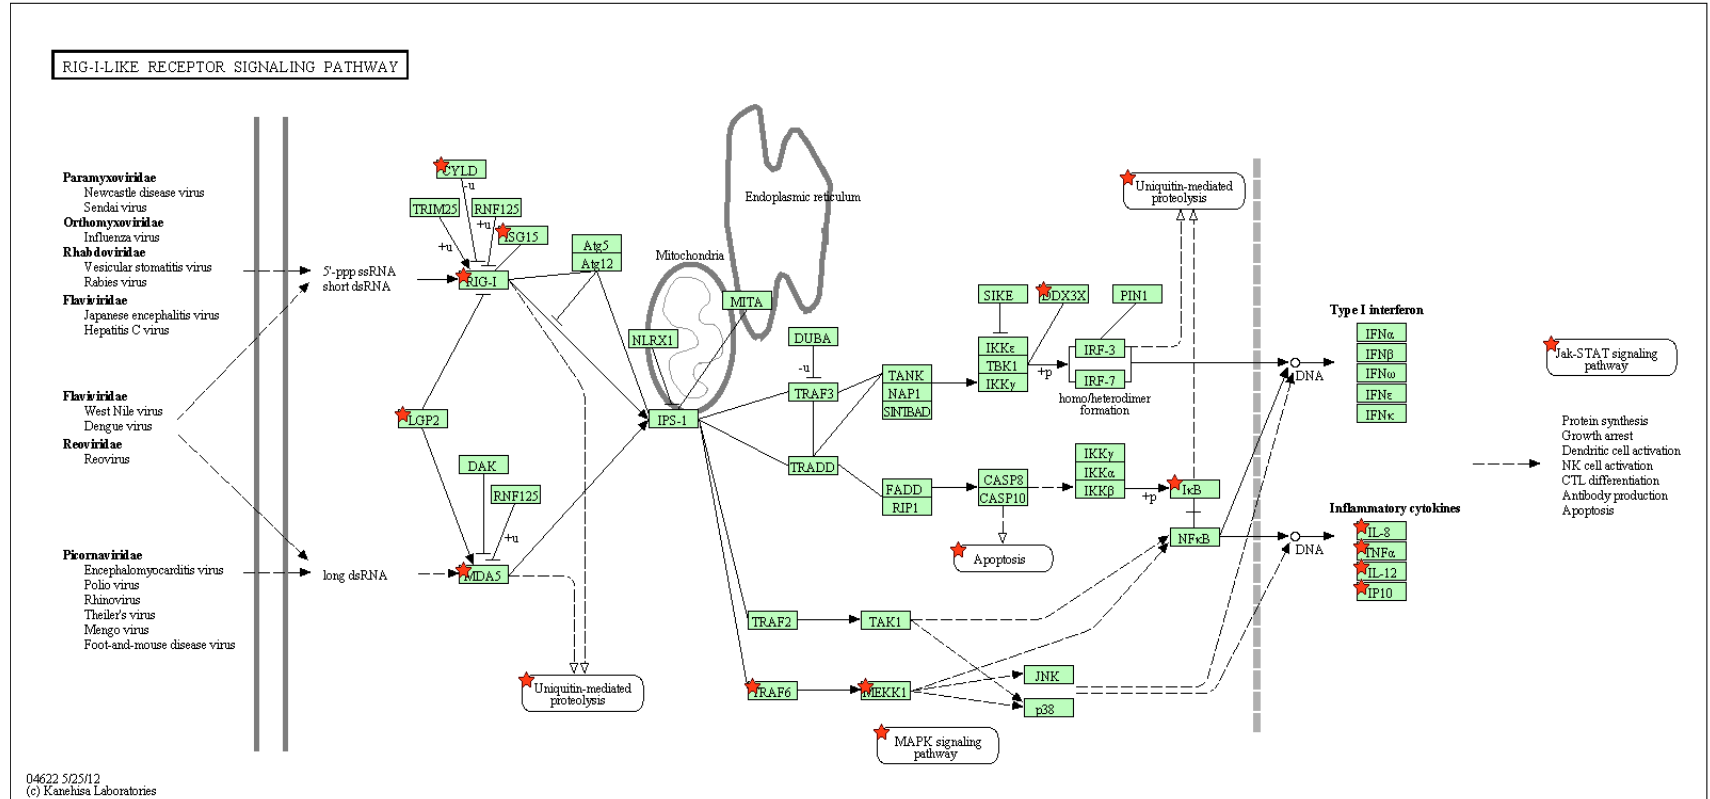 RIG-I-LIKE RECEPTOR SIGNALING PATHWAY
Paramyxoviridae
Newcastle disease virus
Sendai virus
Orthomyxoviridae
Influenza virus
Rhabdoviridae
Vesicular stomatitis virus
Rabies virus
Flaviviridae
Japanese encephalitis virus
Hepatitis C virus
Flaviviridae
West Nile virus
Dengue virus
Reoviridae
Reovirus
Picornaviridae
Encephalomyocarditis virus
Polio virus
Rhinovirus
Theiler's virus
Mengo virus
Foot-and-mouse disease virus
5'-ppp ssRNA
short dsRNA
long dsRNA
CYLD
-u
TRIM25
RNF125
+u
+u
ISG15
RIG-I
Atg5
Atg12
LGP2
DAK
RNF125
+u
MDA5
Uniquitin-mediated
proteolysis
Endoplasmic reticulum
Mitochondria
MITA
NLRX1
IPS-1
DUBA
-u
TRAF3
TRADD
TANK
NAP1
SINTBAD
FADD
RIP1
TRAF2
TAK1
TRAF6
MEKK1
MAPK signaling
pathway
SIKE
DDX3X
PIN1
IKKε
TBK1
IKKγ
+p
IRF-3
IRF-7
homo/heterodimer
formation
CASP8
CASP10
Apoptosis
IKKγ
IKKα
IKKβ
+p
IκB
NFκB
JNK
p38
Uniquitin-mediated
proteolysis
DNA
DNA
Type I interferon
IFNα
IFNβ
IFNω
IFNε
IFNκ
Inflammatory cytokines
IL-8
TNFα
IL-12
IP10
Jak-STAT signaling
pathway
Protein synthesis
Growth arrest
Dendritic cell activation
NK cell activation
CTL differentiation
Antibody production
Apoptosis
04622 5/25/12
(c) Kanehisa Laboratories